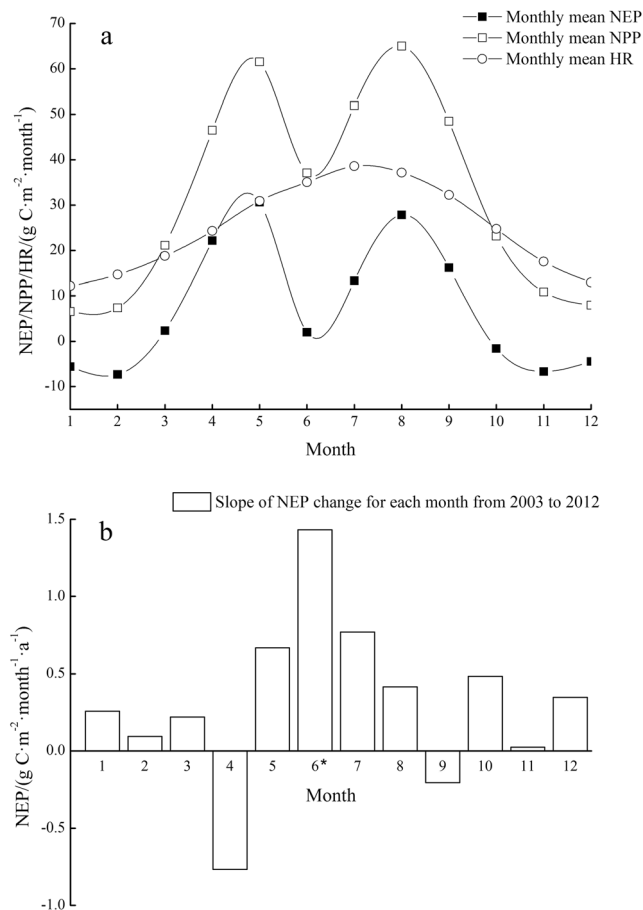 a
Monthly mean NEP
Monthly mean NPP
Monthly mean HR
NEP/NPP/HR/(g C·m-2·month-1)
70
60
50
40
30
20
10
0
-10
1 2 3 4 5 6 7 8 9 10 11 12
Month
Slope of NEP change for each month from 2003 to 2012
b
NEP/(g C·m-2·month-1·a-1)
1.5
1.0
0.5
0.0
-0.5
-1.0
1 2 3 4 5 6* 7 8 9 10 11 12
Month